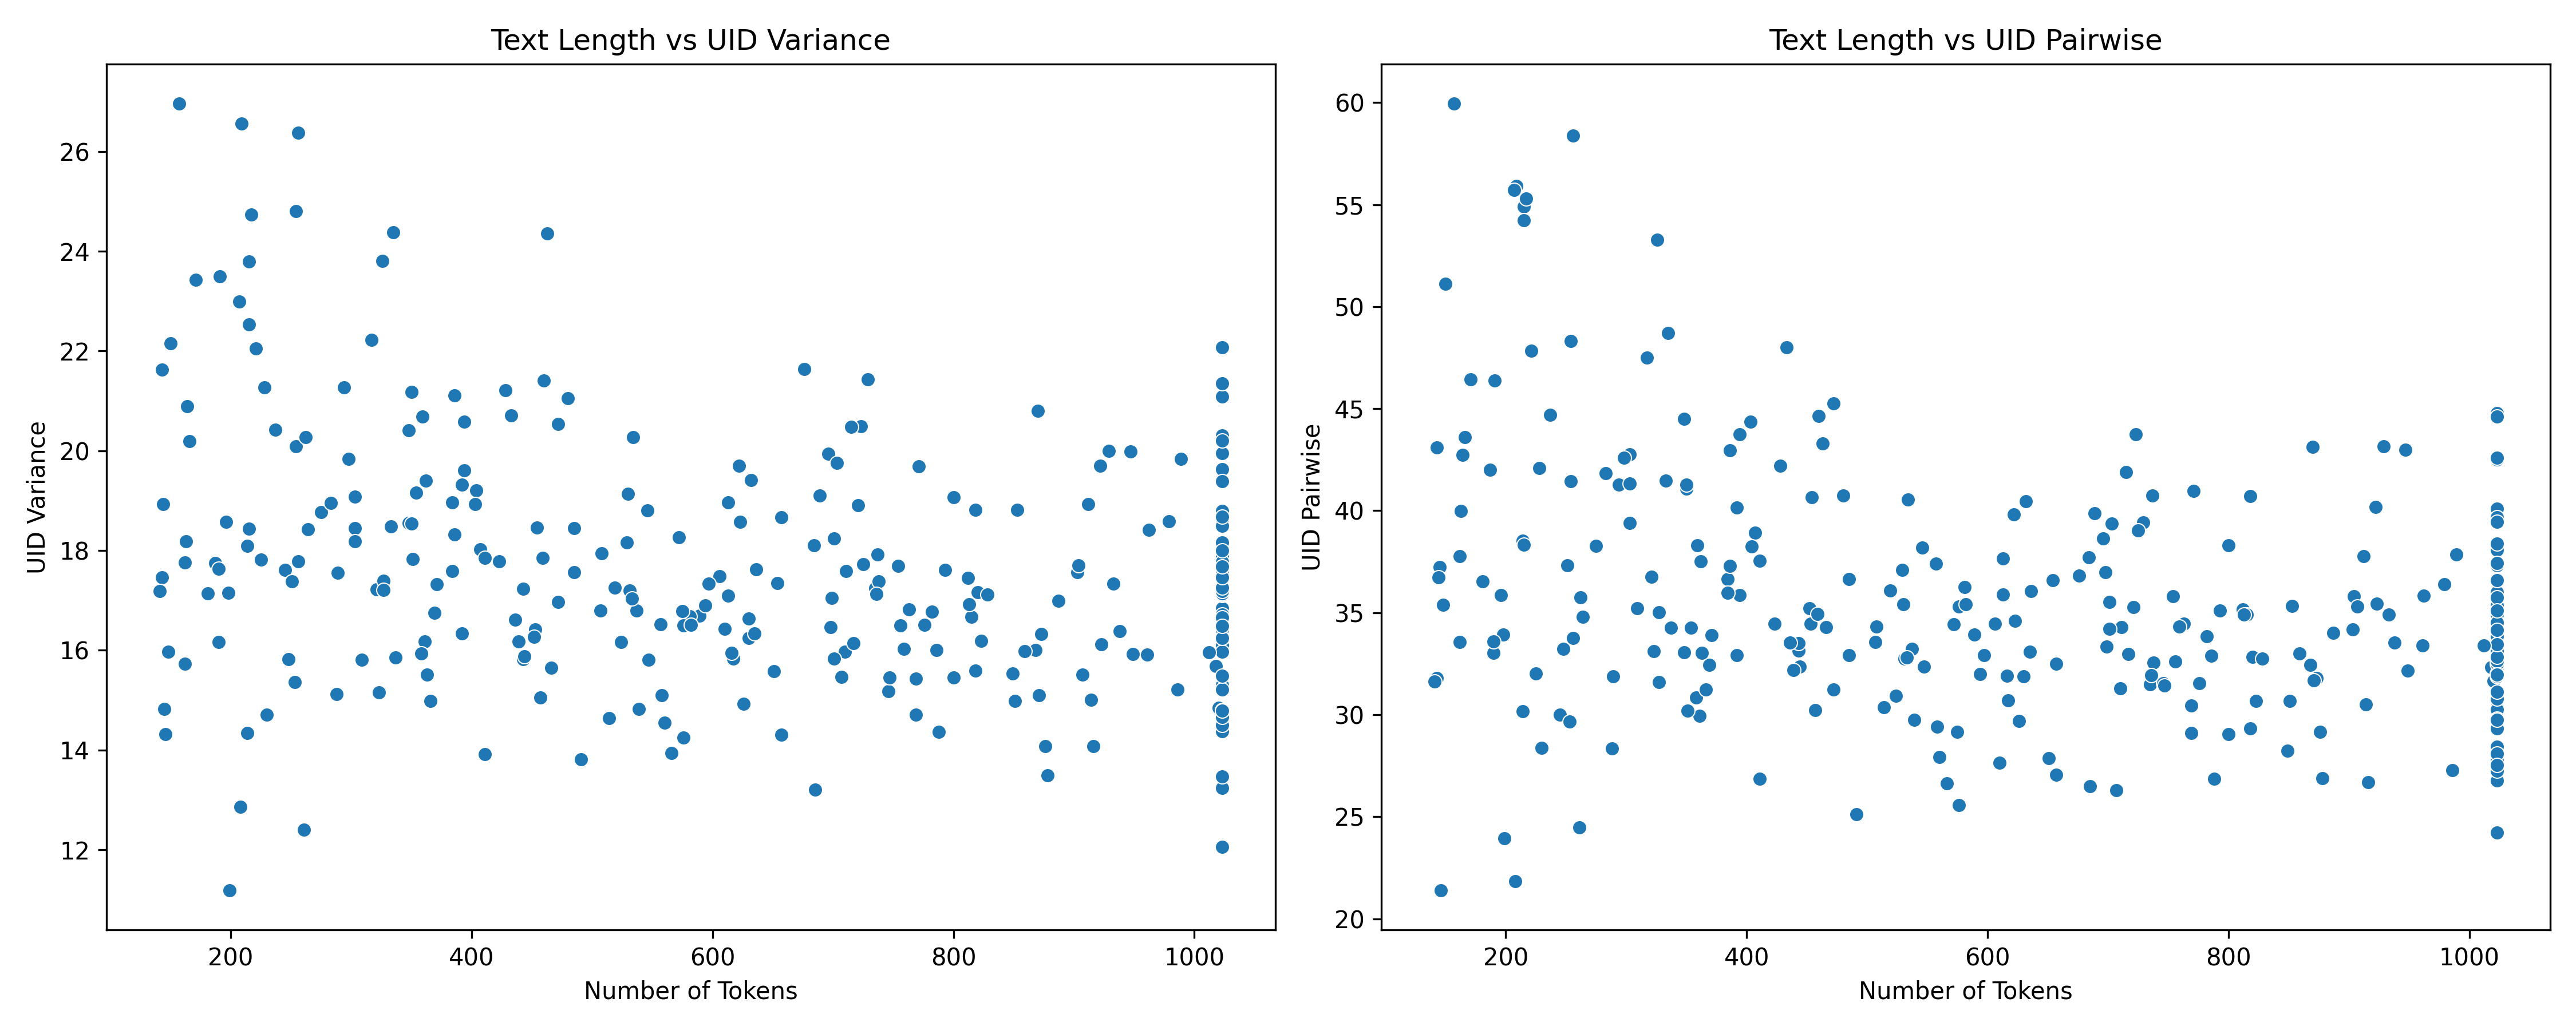 Text Length vs UID Variance
UID Variance
26
24
22
20
18
16
14
12
200 400 600 800 1000
Number of Tokens
Text Length vs UID Pairwise
UID Pairwise
60
55
50
45
40
35
30
25
20
200 400 600 800 1000
Number of Tokens